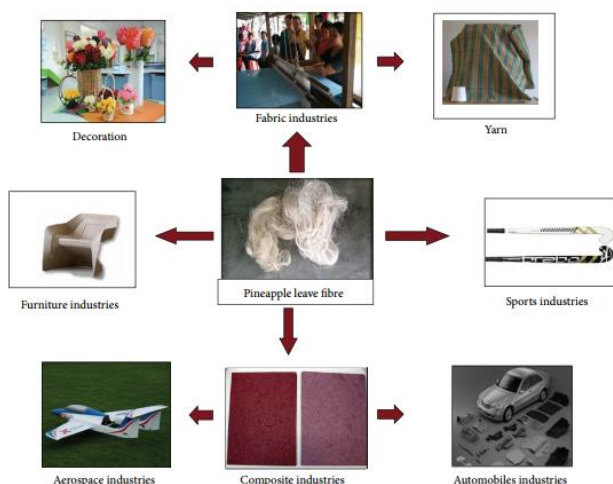 Decoration
Fabric industries
Yarn
Furniture industries
Pineapple leave fibre
Sports industries
Aerospace industries
Composite industries
Automobiles industries